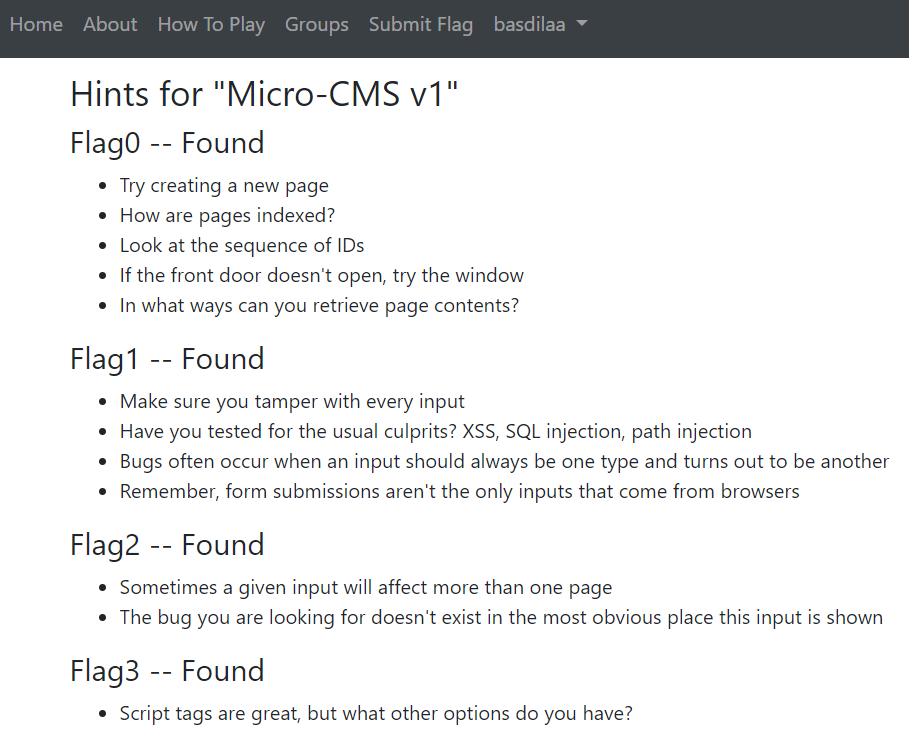 Home About How To Play Groups Submit Flag basdilaa
Hints for "Micro-CMS v1"
Flag0 -- Found
Try creating a new page
How are pages indexed?
Look at the sequence of IDs
If the front door doesn't open, try the window
In what ways can you retrieve page contents?
Flag1 -- Found
Make sure you tamper with every input
Have you tested for the usual culprits? XSS, SQL injection, path injection
Bugs often occur when an input should always be one type and turns out to be another
Remember, form submissions aren't the only inputs that come from browsers
Flag2 -- Found
Sometimes a given input will affect more than one page
The bug you are looking for doesn't exist in the most obvious place this input is shown
Flag3 -- Found
Script tags are great, but what other options do you have?